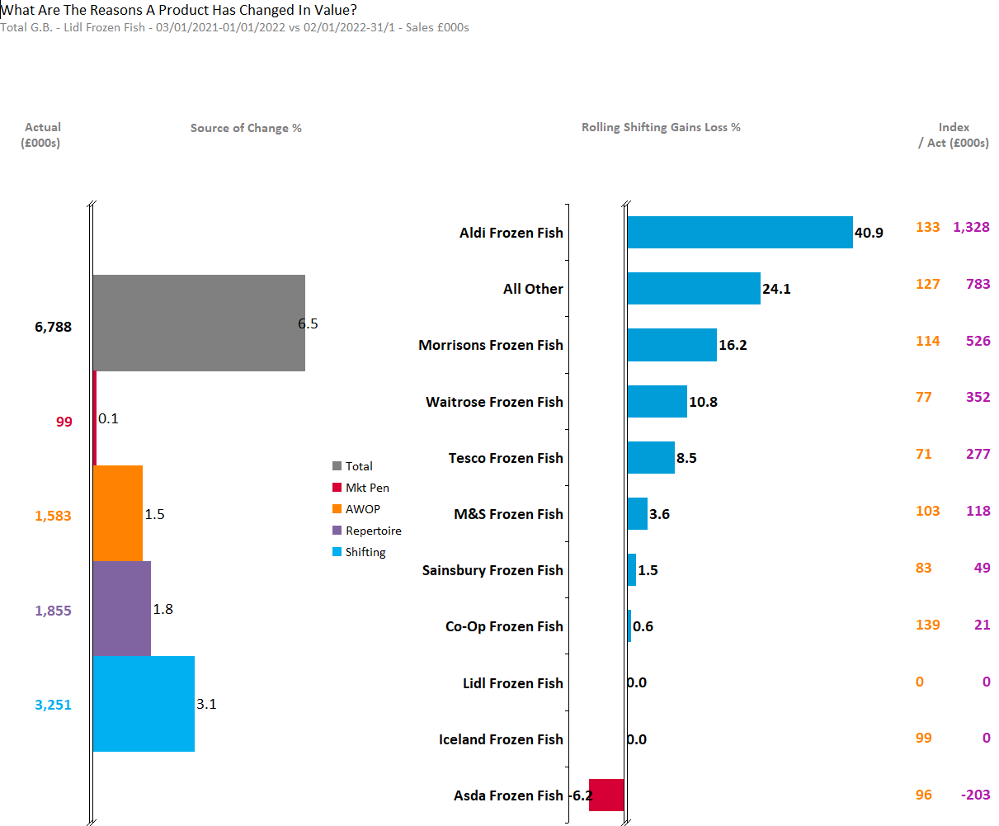 What Are The Reasons A Product Has Changed In Value?
Total G.B. - Lidl Frozen Fish - 03/01/2021-01/01/2022 vs 02/01/2022-31/1 - Sales £000s
Actual
(£000s)
Source of Change %
Rolling Shifting Gains Loss %
Index
/ Act (£000s)
6,788
6.5
99
0.1
1,583
1.5
1,855
1.8
3,251
3.1
Total
Mkt Pen
AWOP
Repertoire
Shifting
Aldi Frozen Fish 40.9 133 1,328
All Other 24.1 127 783
Morrisons Frozen Fish 16.2 114 526
Waitrose Frozen Fish 10.8 77 352
Tesco Frozen Fish 8.5 71 277
M&S Frozen Fish 3.6 103 118
Sainsbury Frozen Fish 1.5 83 49
Co-Op Frozen Fish 0.6 139 21
Lidl Frozen Fish 0.0 0 0
Iceland Frozen Fish 0.0 99 0
Asda Frozen Fish -6.2 96 -203